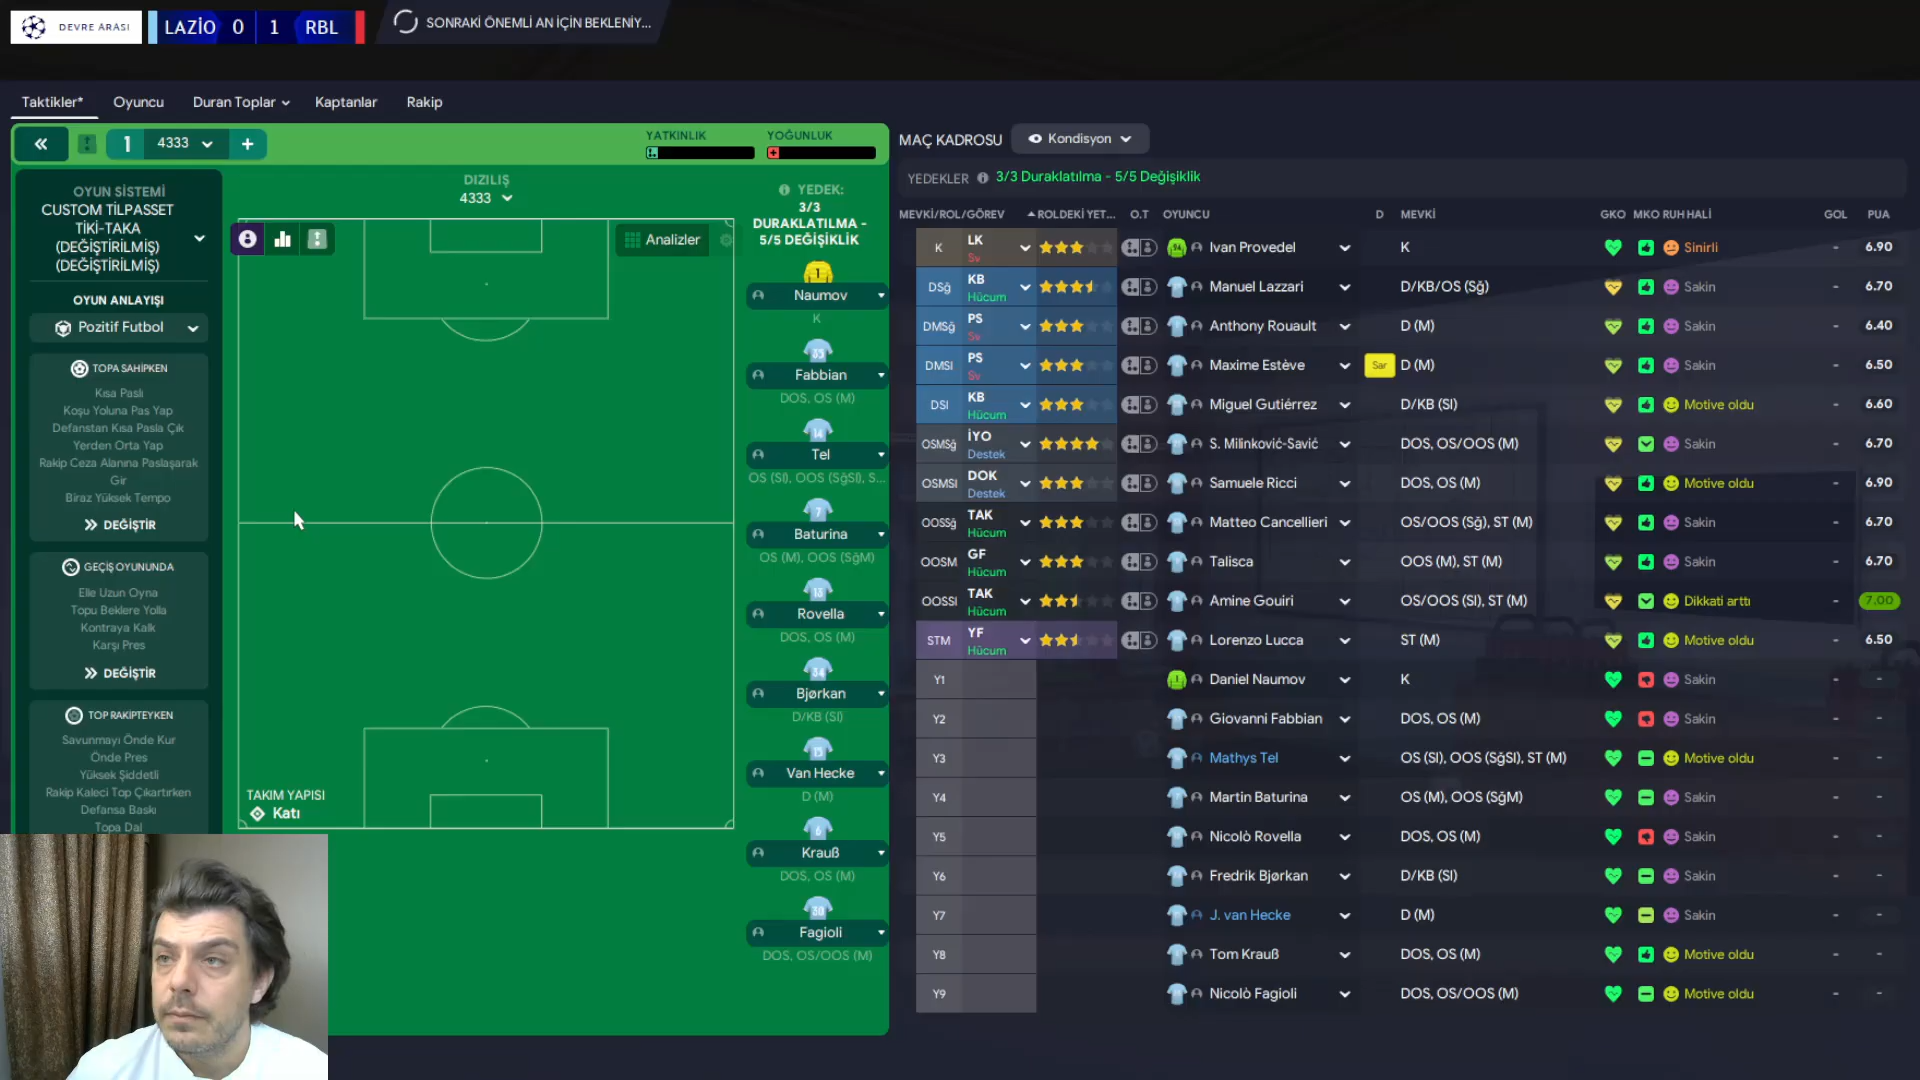 DEVRE ARASI
LAZİO 0 1 RBL
SONRAKİ ÖNEMLİ AN İÇİN BEKLENİY...
Taktikler* Oyuncu Duran Toplar Kaptanlar Rakip
1 4333 +
YATKINLIK
YOĞUNLUK
OYUN SİSTEMİ
CUSTOM TİLPASSET
TİKİ-TAKA
(DEĞİŞTİRİLMİŞ)
(DEĞİŞTİRİLMİŞ)
OYUN ANLAYIŞI
Pozitif Futbol
TOPA SAHİPKEN
Kısa Paslı
Koşu Yoluna Pas Yap
Defanstan Kısa Pasla Çık
Yerden Orta Yap
Rakip Ceza Alanına Paslaşarak
Gir
Biraz Yüksek Tempo
DEĞİŞTİR
GEÇİŞ OYUNUNDA
Elle Uzun Oyna
Topu Beklere Yolla
Kontraya Kalk
Karşı Pres
DEĞİŞTİR
TOP RAKİPTEYKEN
Savunmayı Önde Kur
Önde Pres
Yüksek Şiddetli
Rakip Kaleci Top Çıkartırken
Defansa Baskı
Topa Dal
DIZILIŞ
4333
Analizler
TAKIM YAPISI
Katı
YEDEK:
3/3
DURAKLATILMA -
5/5 DEĞİŞİKLİK
1
Naumov
K
33
Fabbian
DOS, OS (M)
14
Tel
OS (Sl), OOS (SğSl), S...
7
Baturina
OS (M), OOS (SğM)
13
Rovella
DOS, OS (M)
34
Bjørkan
D/KB (Sl)
15
Van Hecke
D (M)
6
Krauß
DOS, OS (M)
30
Fagioli
DOS, OS/OOS (M)
MAÇ KADROSU Kondisyon
YEDEKLER 3/3 Duraklatılma - 5/5 Değişiklik
MEVKİ/ROL/GÖREV ROLDEKİ YET... O.T OYUNCU D MEVKİ GKO MKO RUH HALİ GOL PUA
K LK Sv Ivan Provedel K Sinirli - 6.90
DSğ KB Hücum Manuel Lazzari D/KB/OS (Sğ) Sakin - 6.70
DMSğ PS Sv Anthony Rouault D (M) Sakin - 6.40
DMSl PS Sv Maxime Estève Sar D (M) Sakin - 6.50
DSl KB Hücum Miguel Gutiérrez D/KB (Sl) Motive oldu - 6.60
OSMSğ İYO Destek S. Milinković-Savić DOS, OS/OOS (M) Sakin - 6.70
OSMSl DOK Destek Samuele Ricci DOS, OS (M) Motive oldu - 6.90
OOSSğ TAK Hücum Matteo Cancellieri OS/OOS (Sğ), ST (M) Sakin - 6.70
OOSM GF Hücum Talisca OOS (M), ST (M) Sakin - 6.70
OOSSl TAK Hücum Amine Gouiri OS/OOS (Sl), ST (M) Dikkati arttı - 7.00
STM YF Hücum Lorenzo Lucca ST (M) Motive oldu - 6.50
Y1 Daniel Naumov K Sakin - -
Y2 Giovanni Fabbian DOS, OS (M) Sakin - -
Y3 Mathys Tel OS (Sl), OOS (SğSl), ST (M) Motive oldu - -
Y4 Martin Baturina OS (M), OOS (SğM) Sakin - -
Y5 Nicolò Rovella DOS, OS (M) Sakin - -
Y6 Fredrik Bjørkan D/KB (Sl) Sakin - -
Y7 J. van Hecke D (M) Sakin - -
Y8 Tom Krauß DOS, OS (M) Motive oldu - -
Y9 Nicolò Fagioli DOS, OS/OOS (M) Motive oldu - -